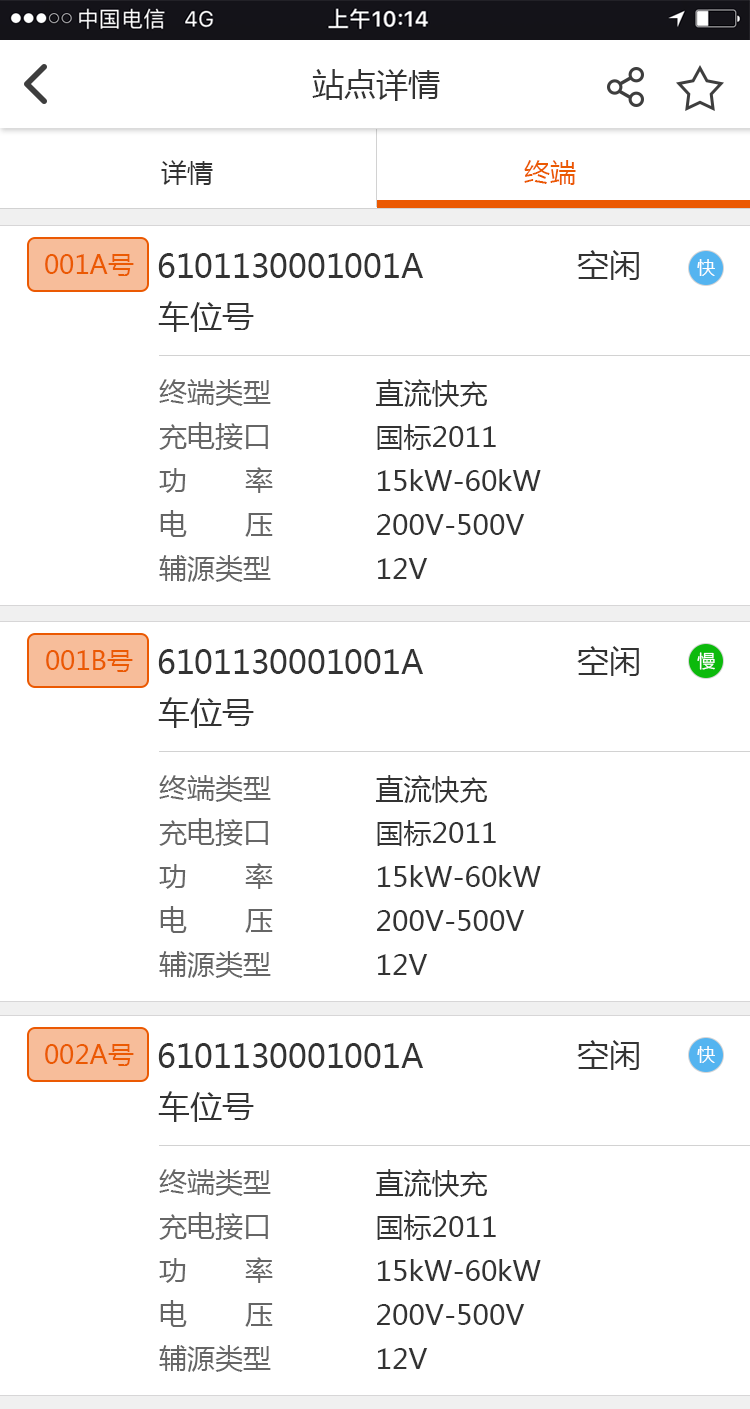 中国电信 4G 上午10:14
站点详情
详情 终端
001A号 6101130001001A 空闲 快
车位号
终端类型 直流快充
充电接口 国标2011
功 率 15kW-60kW
电 压 200V-500V
辅源类型 12V
001B号 6101130001001A 空闲 慢
车位号
终端类型 直流快充
充电接口 国标2011
功 率 15kW-60kW
电 压 200V-500V
辅源类型 12V
002A号 6101130001001A 空闲 快
车位号
终端类型 直流快充
充电接口 国标2011
功 率 15kW-60kW
电 压 200V-500V
辅源类型 12V